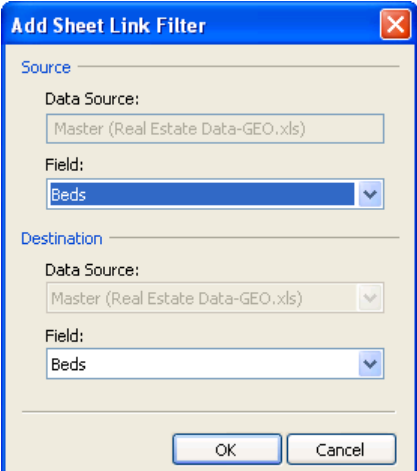 Add Sheet Link Filter
Source
Data Source:
Master (Real Estate Data-GEO.xls)
Field:
Beds
Destination
Data Source:
Master (Real Estate Data-GEO.xls)
Field:
Beds
OK Cancel